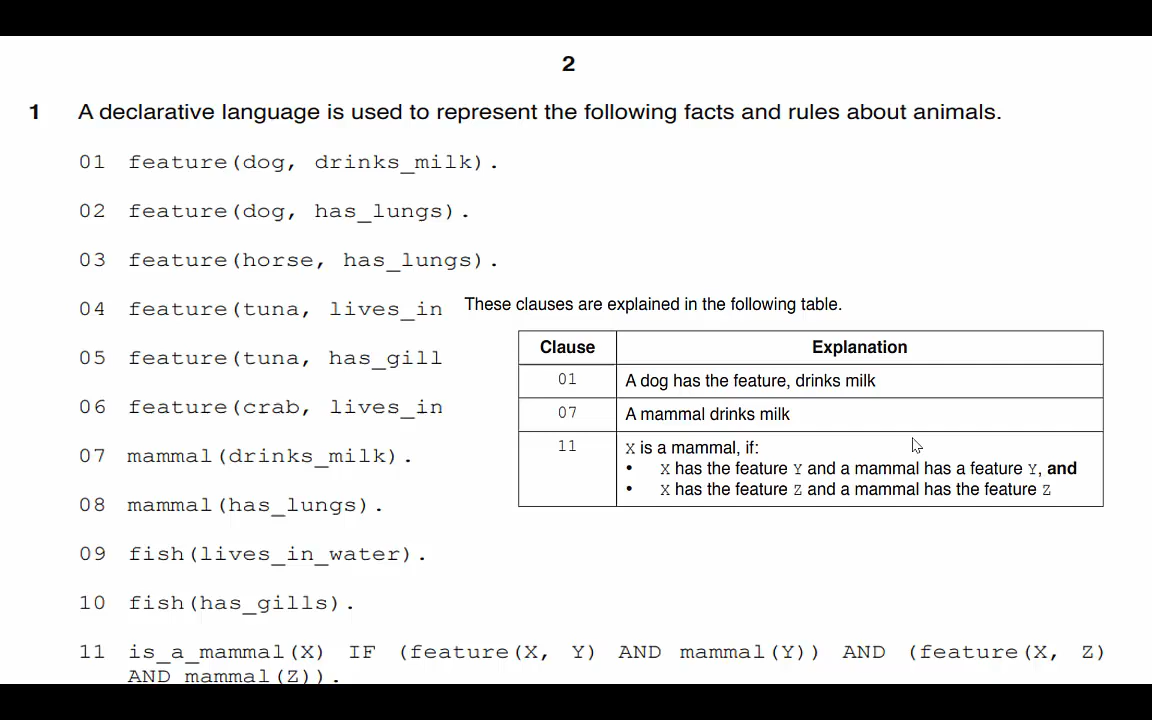 2
1 A declarative language is used to represent the following facts and rules about animals.
01 feature(dog, drinks_milk).
02 feature(dog, has_lungs).
03 feature(horse, has_lungs).
04 feature(tuna, lives_in
05 feature(tuna, has_gill
06 feature(crab, lives_in
07 mammal(drinks_milk).
08 mammal(has_lungs).
09 fish(lives_in_water).
10 fish(has_gills).
11 is_a_mammal(X) IF (feature(X, Y) AND mammal(Y)) AND (feature(X, Z)
AND mammal(Z)).
These clauses are explained in the following table.
Clause Explanation
01 A dog has the feature, drinks milk
07 A mammal drinks milk
11 X is a mammal, if:
• X has the feature Y and a mammal has a feature Y, and
• X has the feature Z and a mammal has the feature Z